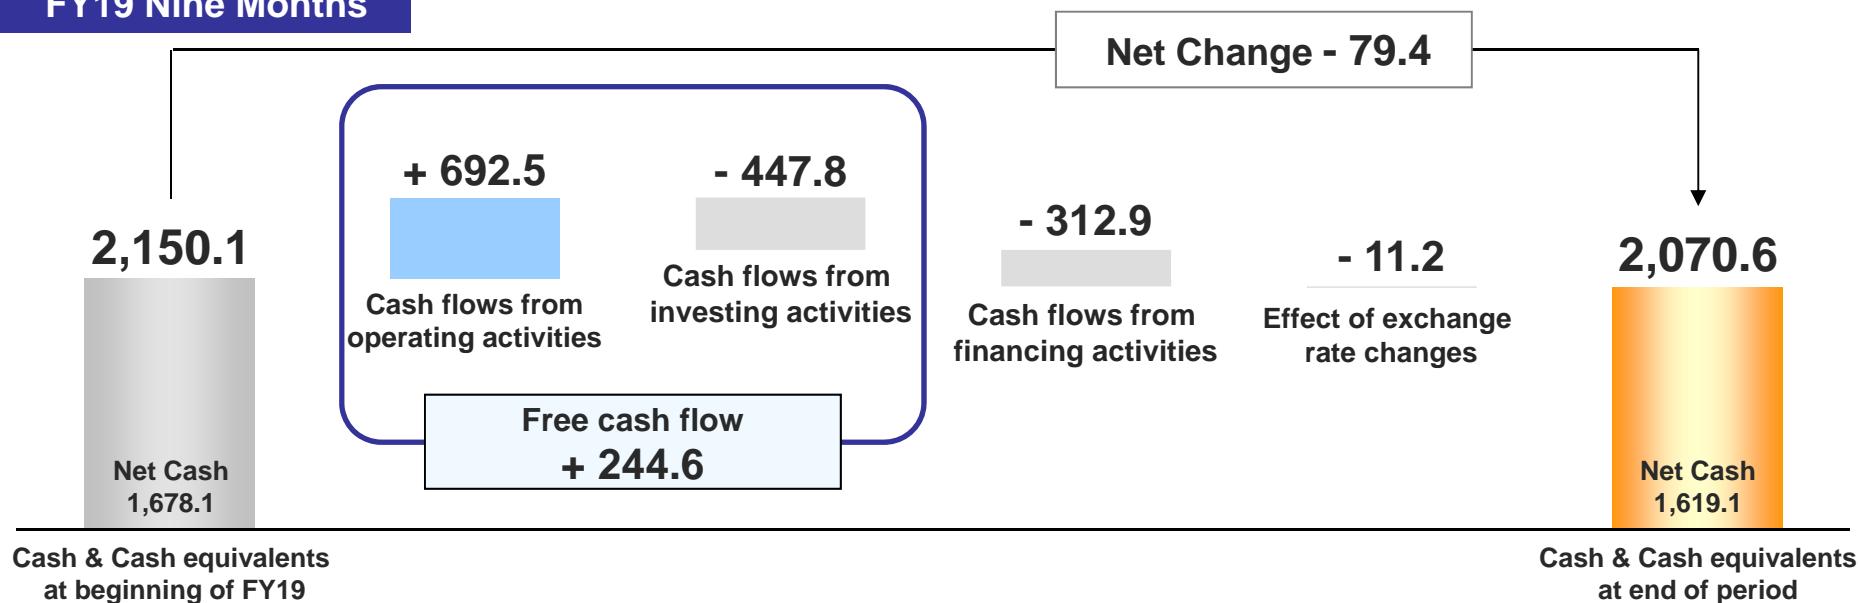 FY19 Nine Months
Net Change - 79.4
+ 692.5
- 447.8
- 312.9
- 11.2
2,150.1
2,070.6
Cash flows from
operating activities
Cash flows from
investing activities
Cash flows from
financing activities
Effect of exchange
rate changes
Free cash flow
+ 244.6
Net Cash
1,678.1
Net Cash
1,619.1
Cash & Cash equivalents
at beginning of FY19
Cash & Cash equivalents
at end of period